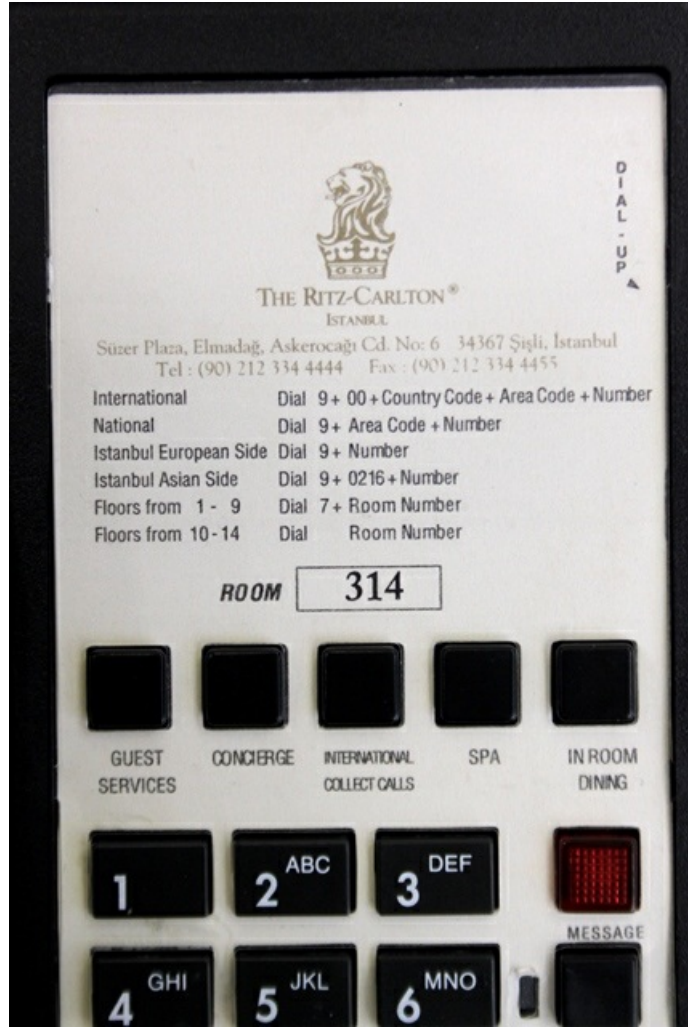 DIAL-UP
THE RITZ-CARLTON®
ISTANBUL
Süzer Plaza, Elmadağ, Askerocağı Cd. No: 6 34367 Şişli, İstanbul
Tel : (90) 212 334 4444 Fax : (90) 212 334 4455
International Dial 9+ 00+Country Code+Area Code+Number
National Dial 9+ Area Code+Number
Istanbul European Side Dial 9+ Number
Istanbul Asian Side Dial 9+ 0216+Number
Floors from 1 - 9 Dial 7+ Room Number
Floors from 10-14 Dial Room Number
ROOM 314
GUEST SERVICES
CONCIERGE
INTERNATIONAL COLLECT CALLS
SPA
IN ROOM DINING
1
2 ABC
3 DEF
MESSAGE
4 GHI
5 JKL
6 MNO